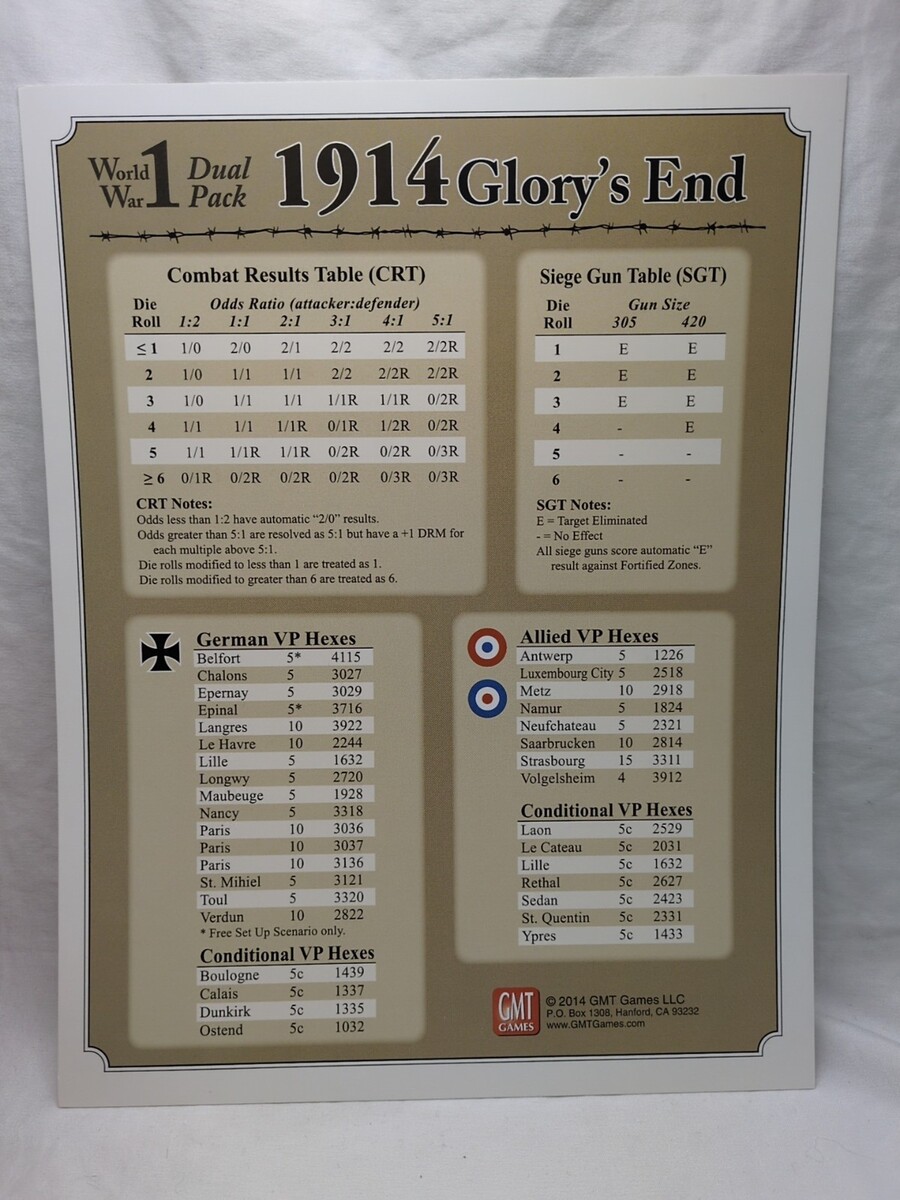 World War 1 Dual Pack 1914 Glory's End
Combat Results Table (CRT)
Die Odds Ratio (attacker:defender)
Roll 1:2 1:1 2:1 3:1 4:1 5:1
≤ 1 1/0 2/0 2/1 2/2 2/2 2/2R
2 1/0 1/1 1/1 2/2 2/2R 2/2R
3 1/0 1/1 1/1 1/1R 1/1R 0/2R
4 1/1 1/1 1/1R 0/1R 1/2R 0/2R
5 1/1 1/1R 1/1R 0/2R 0/2R 0/3R
≥ 6 0/1R 0/2R 0/2R 0/2R 0/3R 0/3R
CRT Notes:
Odds less than 1:2 have automatic “2/0” results.
Odds greater than 5:1 are resolved as 5:1 but have a +1 DRM for
each multiple above 5:1.
Die rolls modified to less than 1 are treated as 1.
Die rolls modified to greater than 6 are treated as 6.
Siege Gun Table (SGT)
Die Gun Size
Roll 305 420
1 E E
2 E E
3 E E
4 - E
5 - -
6 - -
SGT Notes:
E = Target Eliminated
- = No Effect
All siege guns score automatic “E”
result against Fortified Zones.
German VP Hexes
Belfort 5* 4115
Chalons 5 3027
Epernay 5 3029
Epinal 5* 3716
Langres 10 3922
Le Havre 10 2244
Lille 5 1632
Longwy 5 2720
Maubeuge 5 1928
Nancy 5 3318
Paris 10 3036
Paris 10 3037
Paris 10 3136
St. Mihiel 5 3121
Toul 5 3320
Verdun 10 2822
* Free Set Up Scenario only.
Conditional VP Hexes
Boulogne 5c 1439
Calais 5c 1337
Dunkirk 5c 1335
Ostend 5c 1032
Allied VP Hexes
Antwerp 5 1226
Luxembourg City 5 2518
Metz 10 2918
Namur 5 1824
Neufchateau 5 2321
Saarbrucken 10 2814
Strasbourg 15 3311
Volgelsheim 4 3912
Conditional VP Hexes
Laon 5c 2529
Le Cateau 5c 2031
Lille 5c 1632
Rethal 5c 2627
Sedan 5c 2423
St. Quentin 5c 2331
Ypres 5c 1433
GMT GAMES
© 2014 GMT Games LLC
P.O. Box 1308, Hanford, CA 93232
www.GMTGames.com